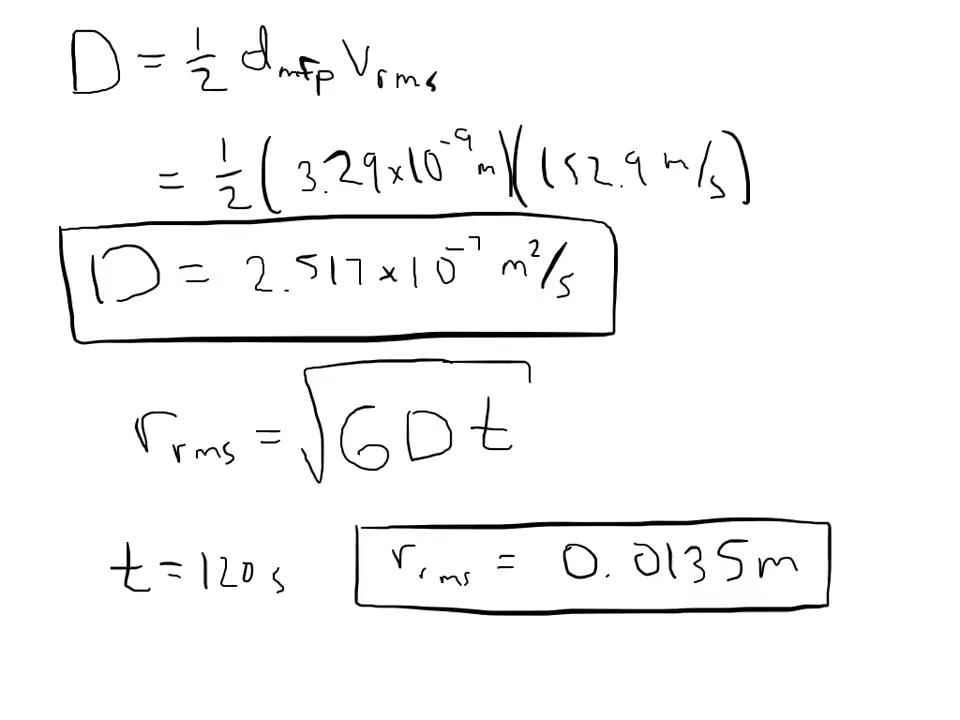 D = 1/2 d_mfp V_rms
= 1/2 (3.29 x 10^-9 m)(152.9 m/s)
D = 2.517 x 10^-7 m^2/s
r_rms = √6Dt
t = 120 s
r_rms = 0.0135 m